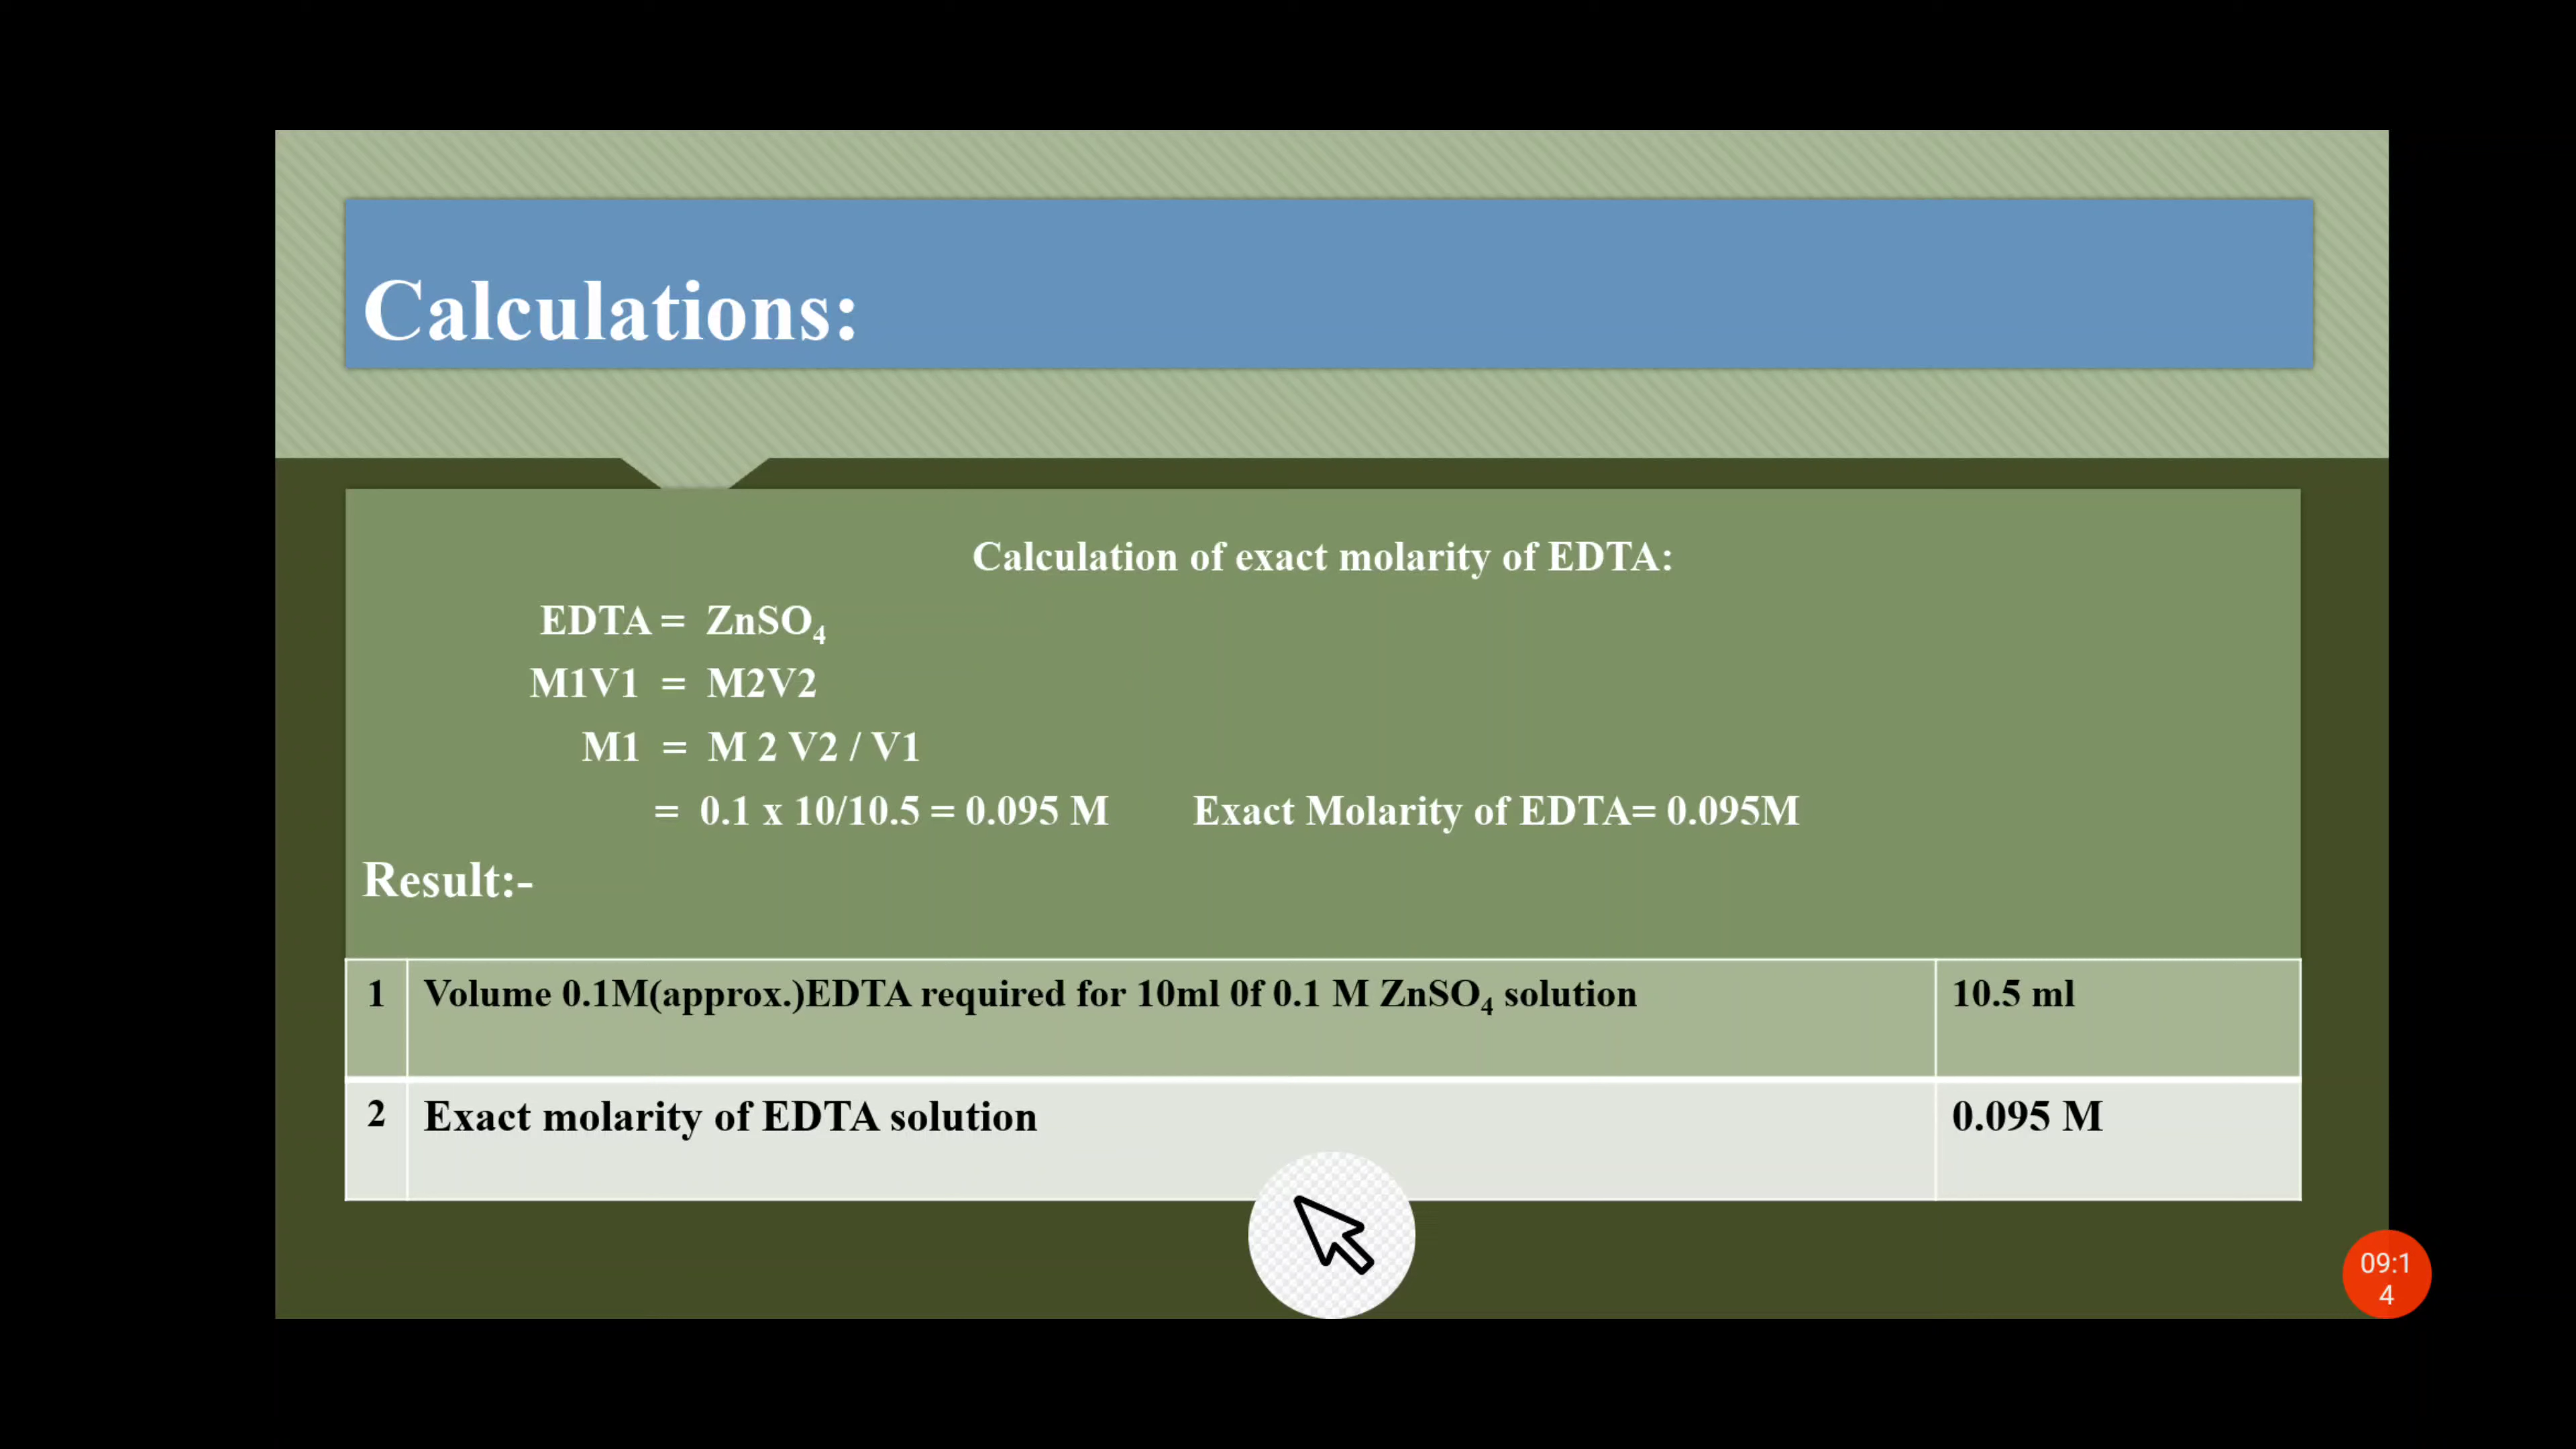 Calculations:
Calculation of exact molarity of EDTA:
EDTA = ZnSO₄
M1V1 = M2V2
M1 = M 2 V2 / V1
= 0.1 x 10/10.5 = 0.095 M Exact Molarity of EDTA= 0.095M
Result:-
1 Volume 0.1M(approx.)EDTA required for 10ml 0f 0.1 M ZnSO₄ solution 10.5 ml
2 Exact molarity of EDTA solution 0.095 M
09:1
4